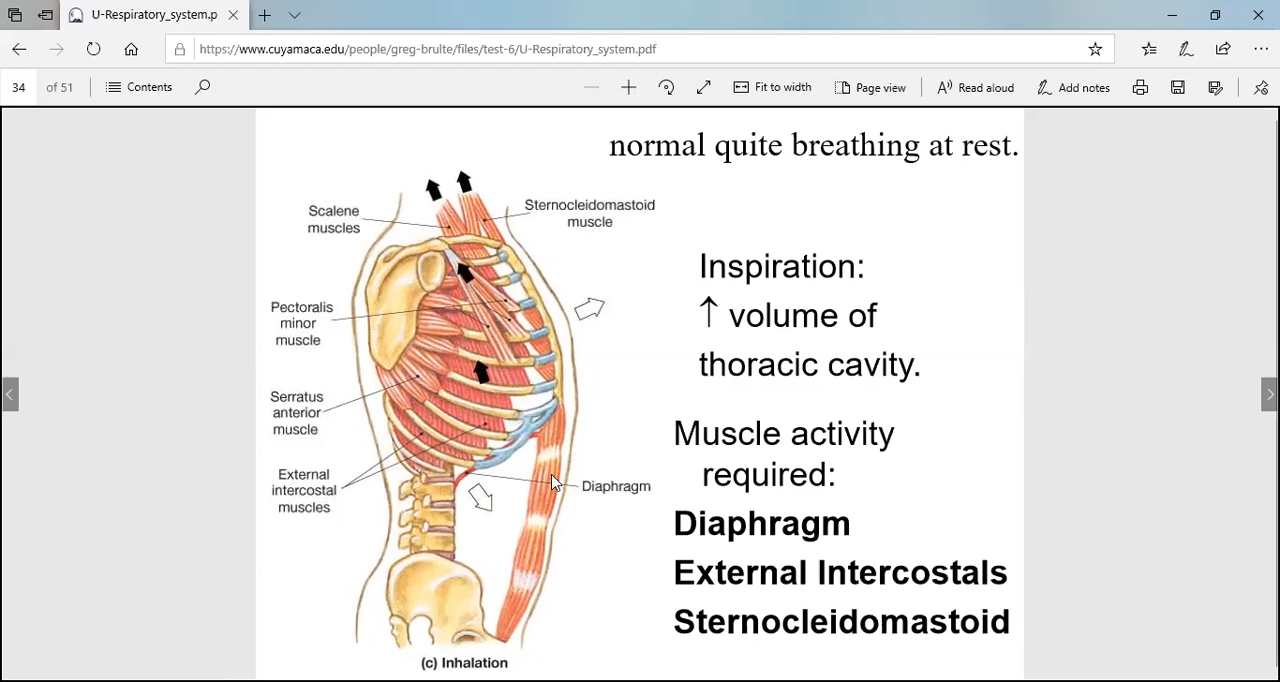 U-Respiratory_system.p
https://www.cuyamaca.edu/people/greg-brulte/files/test-6/U-Respiratory_system.pdf
34 of 51 Contents Fit to width Page view Read aloud Add notes
normal quite breathing at rest.
Scalene
muscles
Sternocleidomastoid
muscle
Pectoralis
minor
muscle
Serratus
anterior
muscle
External
intercostal
muscles
Diaphragm
(c) Inhalation
Inspiration:
↑ volume of
thoracic cavity.
Muscle activity
required:
Diaphragm
External Intercostals
Sternocleidomastoid